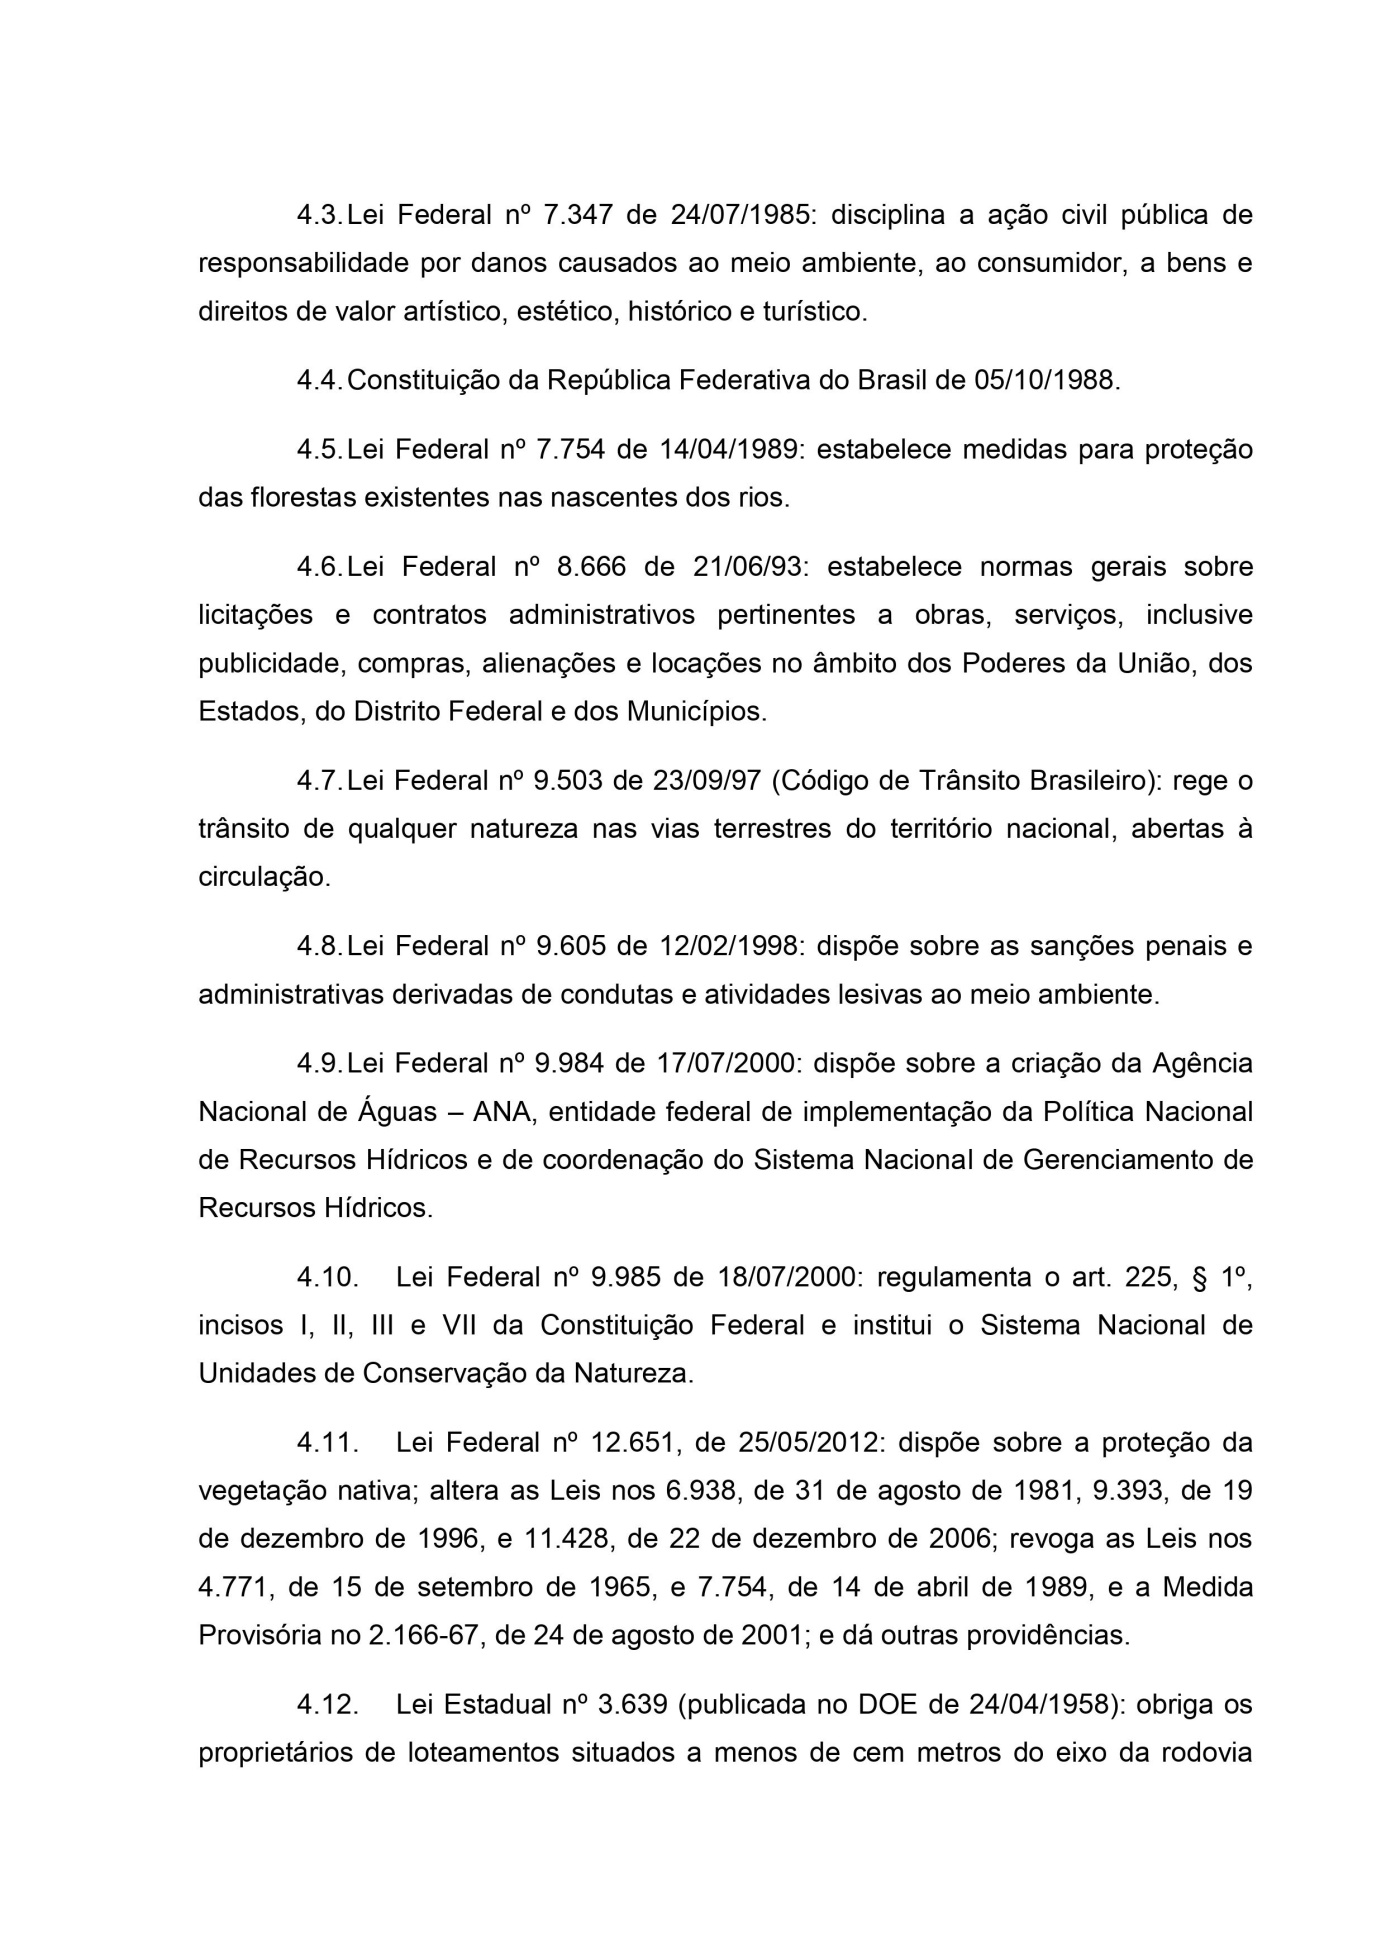 4.3. Lei Federal nº 7.347 de 24/07/1985: disciplina a ação civil pública de
responsabilidade por danos causados ao meio ambiente, ao consumidor, a bens e
direitos de valor artístico, estético, histórico e turístico.
4.4. Constituição da República Federativa do Brasil de 05/10/1988.
4.5. Lei Federal nº 7.754 de 14/04/1989: estabelece medidas para proteção
das florestas existentes nas nascentes dos rios.
4.6. Lei Federal nº 8.666 de 21/06/93: estabelece normas gerais sobre
licitações e contratos administrativos pertinentes a obras, serviços, inclusive
publicidade, compras, alienações e locações no âmbito dos Poderes da União, dos
Estados, do Distrito Federal e dos Municípios.
4.7. Lei Federal nº 9.503 de 23/09/97 (Código de Trânsito Brasileiro): rege o
trânsito de qualquer natureza nas vias terrestres do território nacional, abertas à
circulação.
4.8. Lei Federal nº 9.605 de 12/02/1998: dispõe sobre as sanções penais e
administrativas derivadas de condutas e atividades lesivas ao meio ambiente.
4.9. Lei Federal nº 9.984 de 17/07/2000: dispõe sobre a criação da Agência
Nacional de Águas – ANA, entidade federal de implementação da Política Nacional
de Recursos Hídricos e de coordenação do Sistema Nacional de Gerenciamento de
Recursos Hídricos.
4.10. Lei Federal nº 9.985 de 18/07/2000: regulamenta o art. 225, § 1º,
incisos I, II, III e VII da Constituição Federal e institui o Sistema Nacional de
Unidades de Conservação da Natureza.
4.11. Lei Federal nº 12.651, de 25/05/2012: dispõe sobre a proteção da
vegetação nativa; altera as Leis nos 6.938, de 31 de agosto de 1981, 9.393, de 19
de dezembro de 1996, e 11.428, de 22 de dezembro de 2006; revoga as Leis nos
4.771, de 15 de setembro de 1965, e 7.754, de 14 de abril de 1989, e a Medida
Provisória no 2.166-67, de 24 de agosto de 2001; e dá outras providências.
4.12. Lei Estadual nº 3.639 (publicada no DOE de 24/04/1958): obriga os
proprietários de loteamentos situados a menos de cem metros do eixo da rodovia